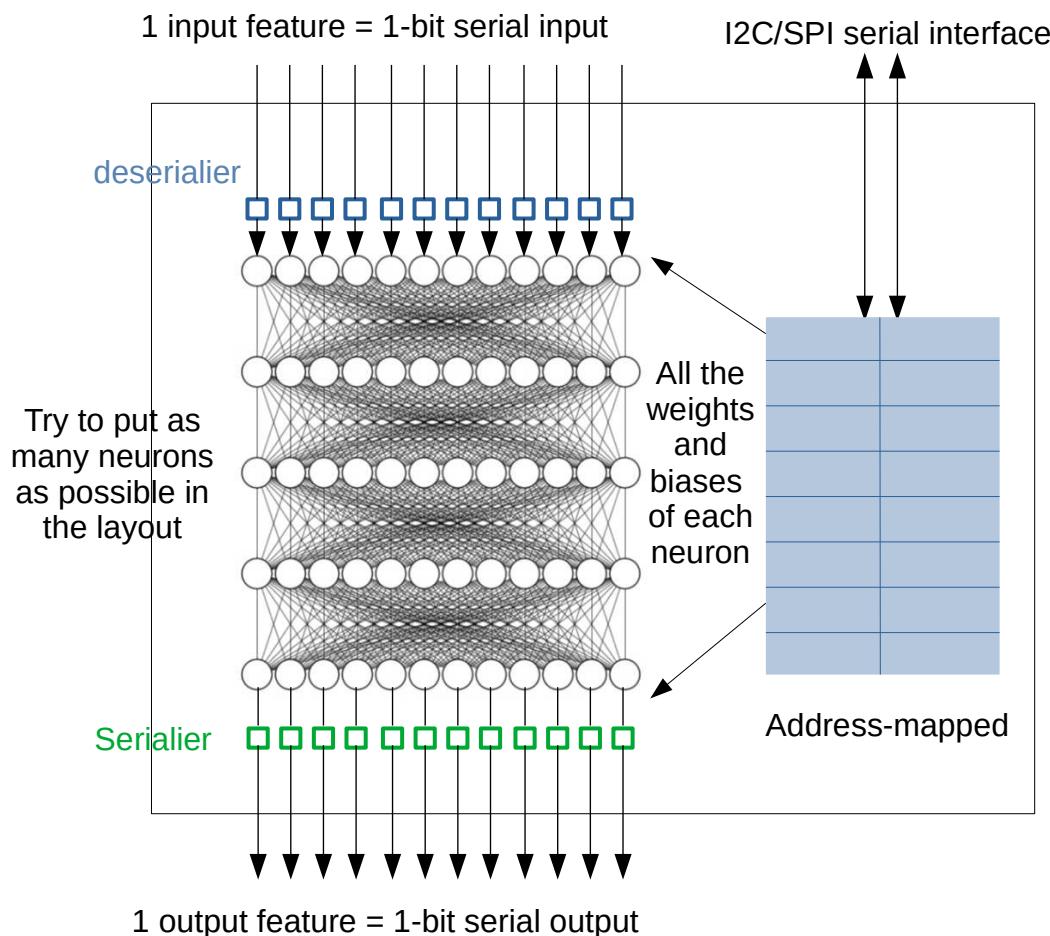 1 input feature = 1-bit serial input
I2C/SPI serial interface
deserialier
Try to put as
many neurons
as possible in
the layout
All the
weights
and
biases
of each
neuron
Serialier
Address-mapped
1 output feature = 1-bit serial output